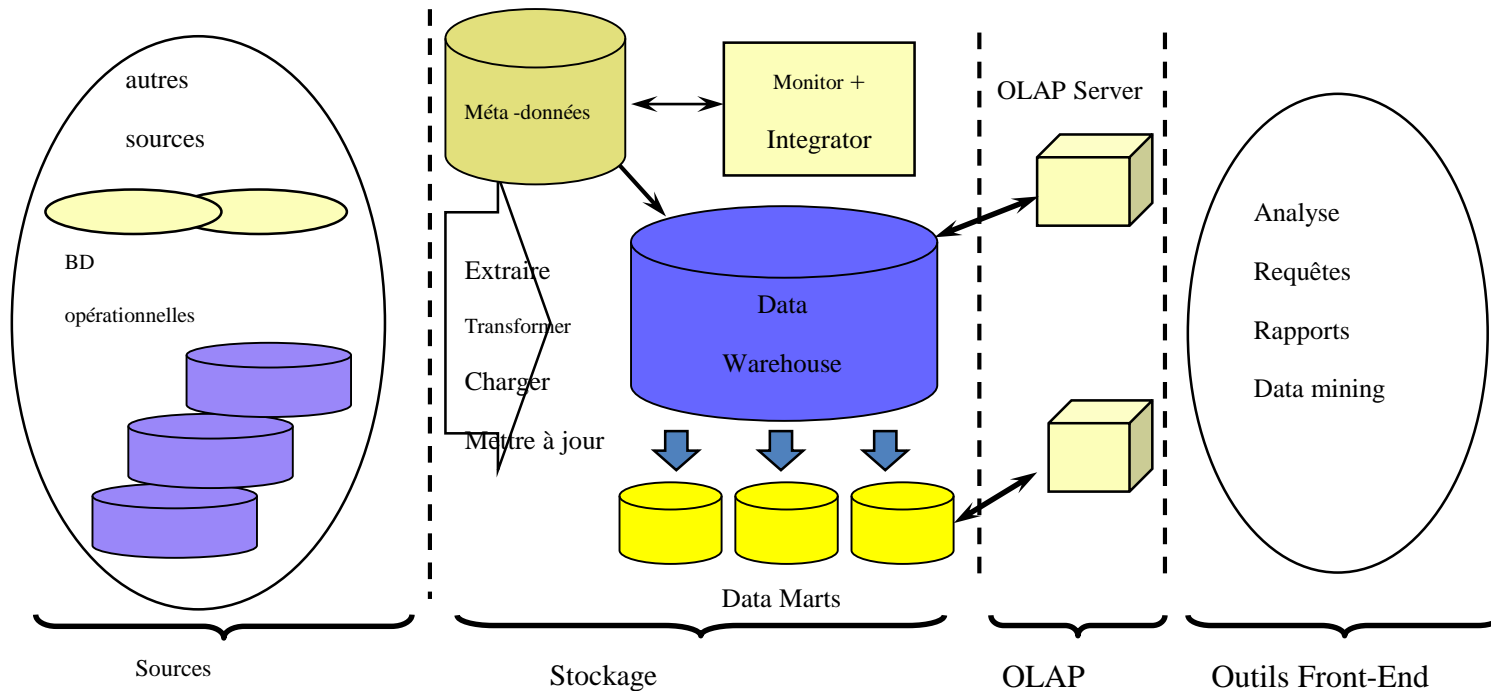 autres
sources
BD
opérationnelles
Sources
Méta -données
Monitor +
Integrator
Extraire
Transformer
Charger
Mettre à jour
Data
Warehouse
Data Marts
Stockage
OLAP Server
OLAP
Analyse
Requêtes
Rapports
Data mining
Outils Front-End